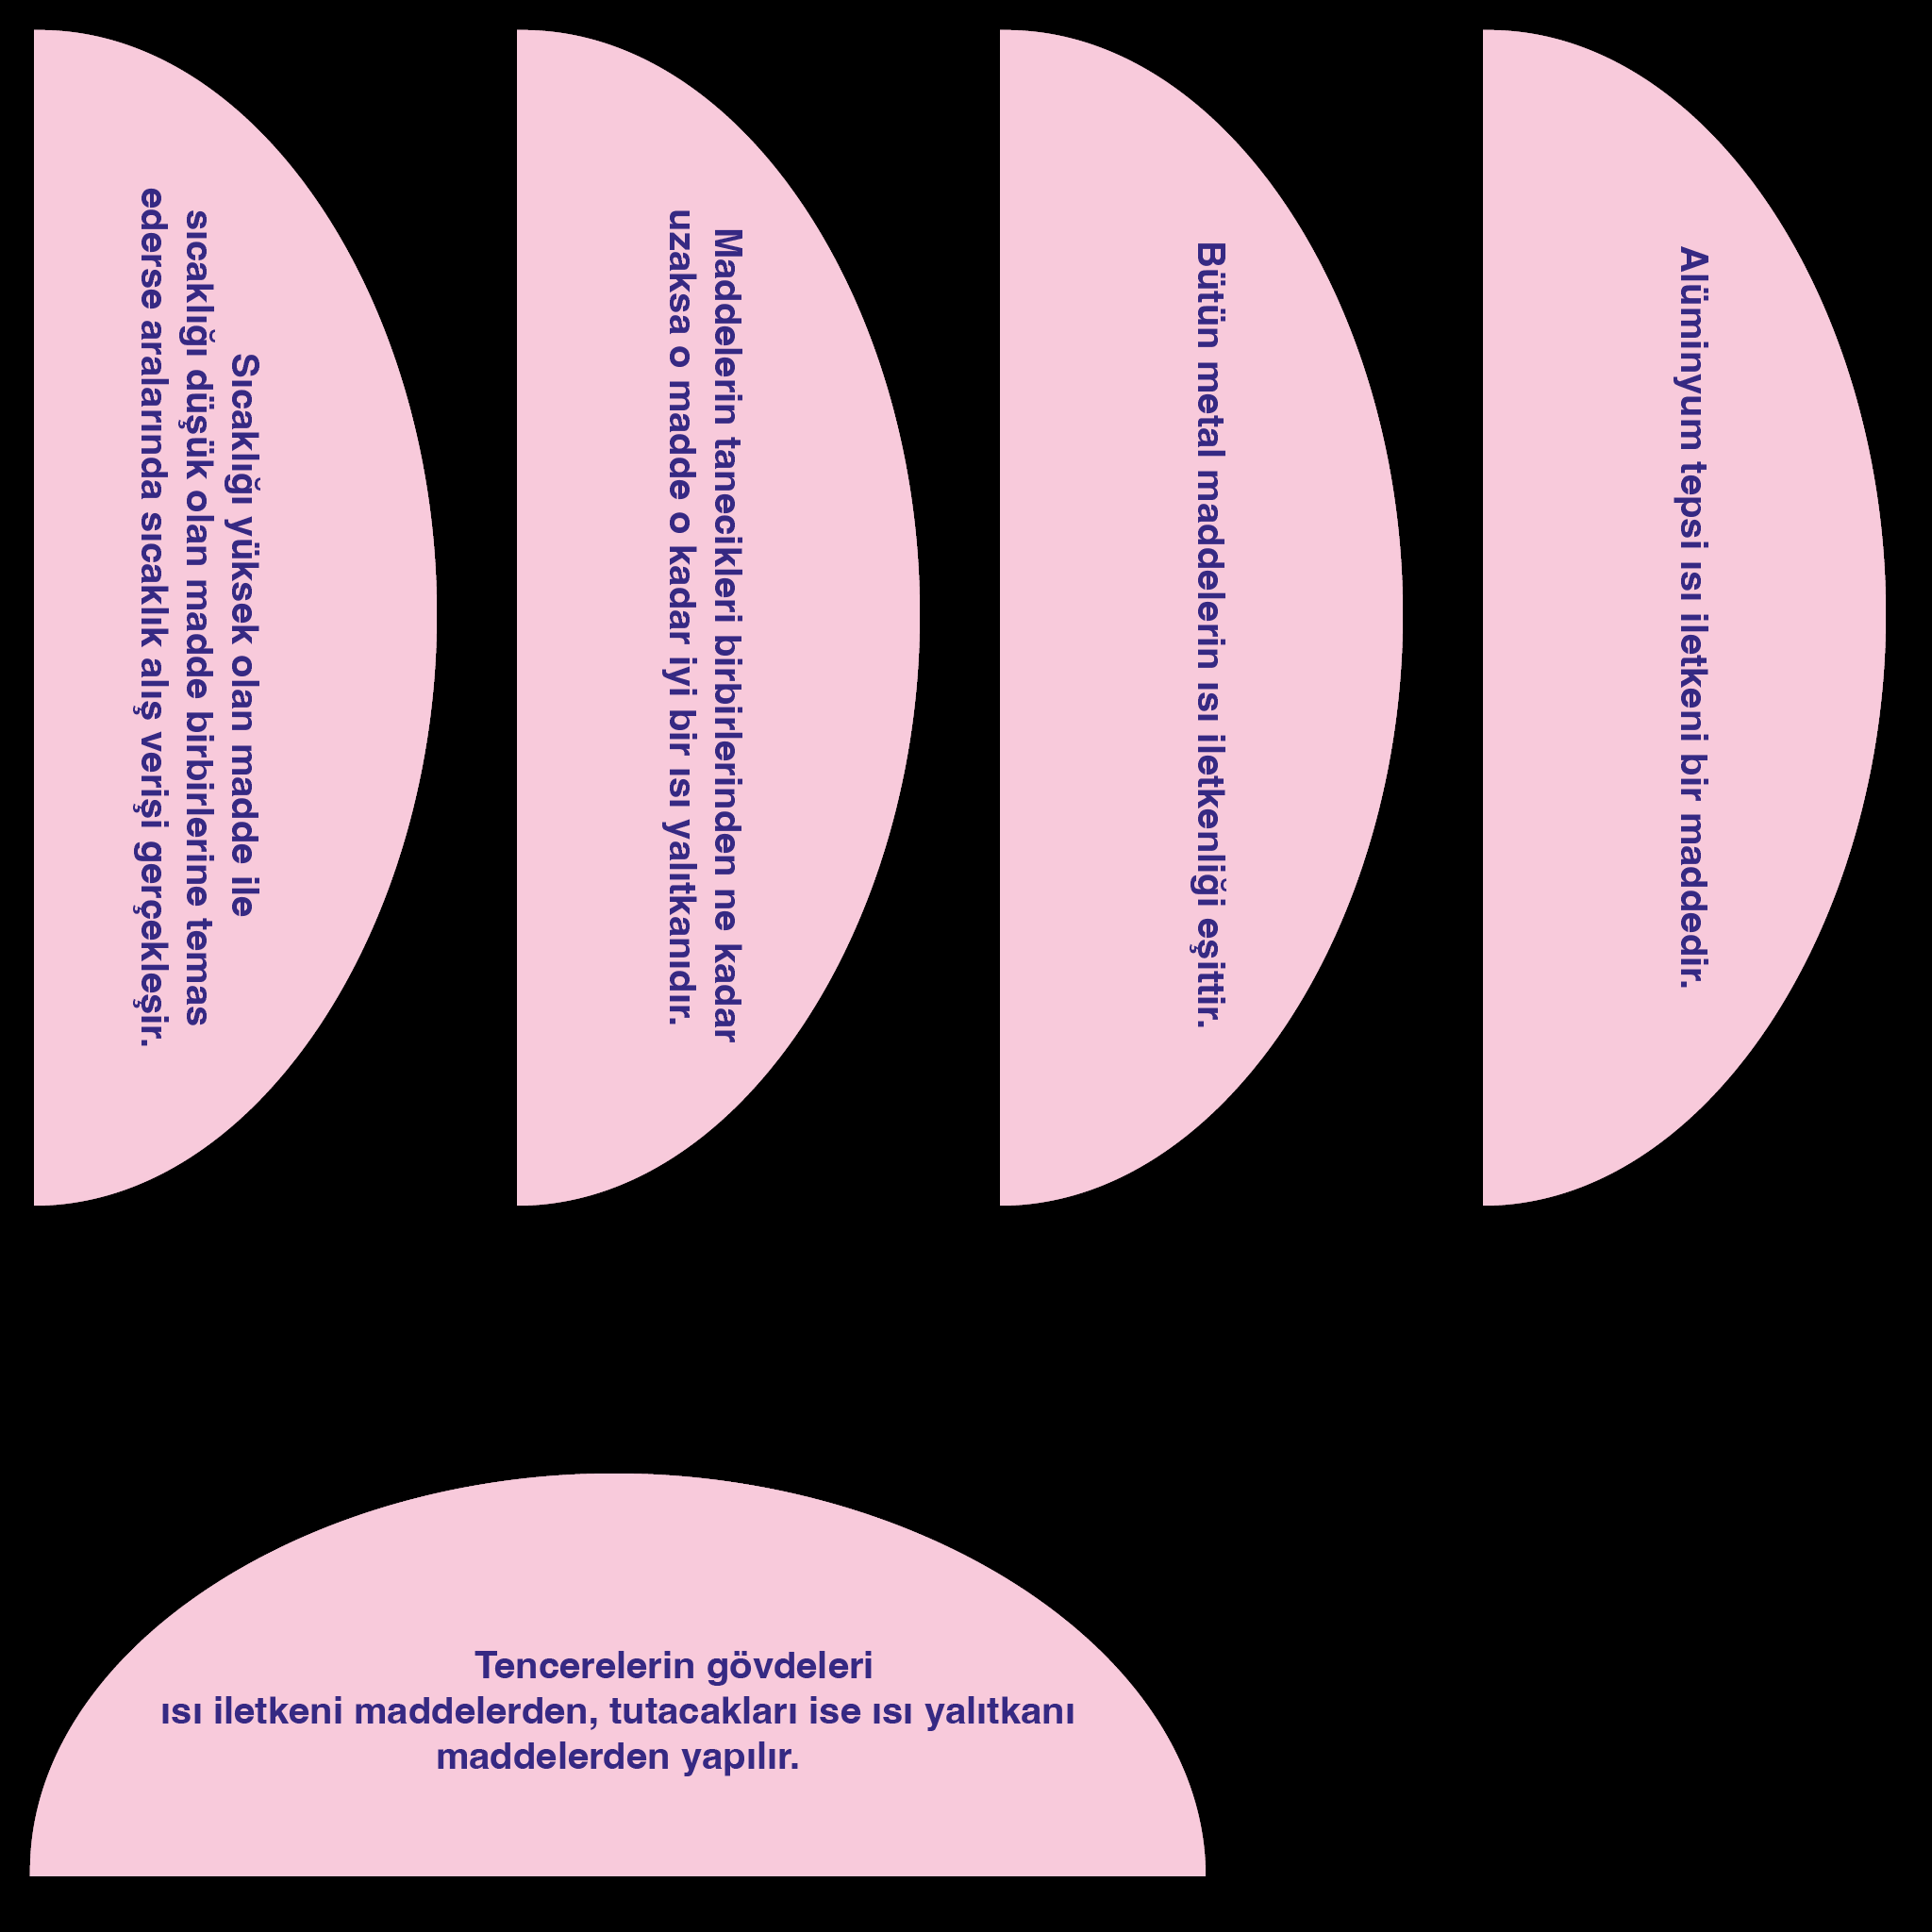 Sıcaklığı yüksek olan madde ile
sıcaklığı düşük olan madde birbirlerine temas
ederse aralarında sıcaklık alış verişi gerçekleşir.
Maddelerin tanecikleri birbirlerinden ne kadar
uzaksa o madde o kadar iyi bir ısı yalıtkanıdır.
Bütün metal maddelerin ısı iletkenliği eşittir.
Alüminyum tepsi ısı iletkeni bir maddedir.
Tencerelerin gövdeleri
ısı iletkeni maddelerden, tutacakları ise ısı yalıtkanı
maddelerden yapılır.